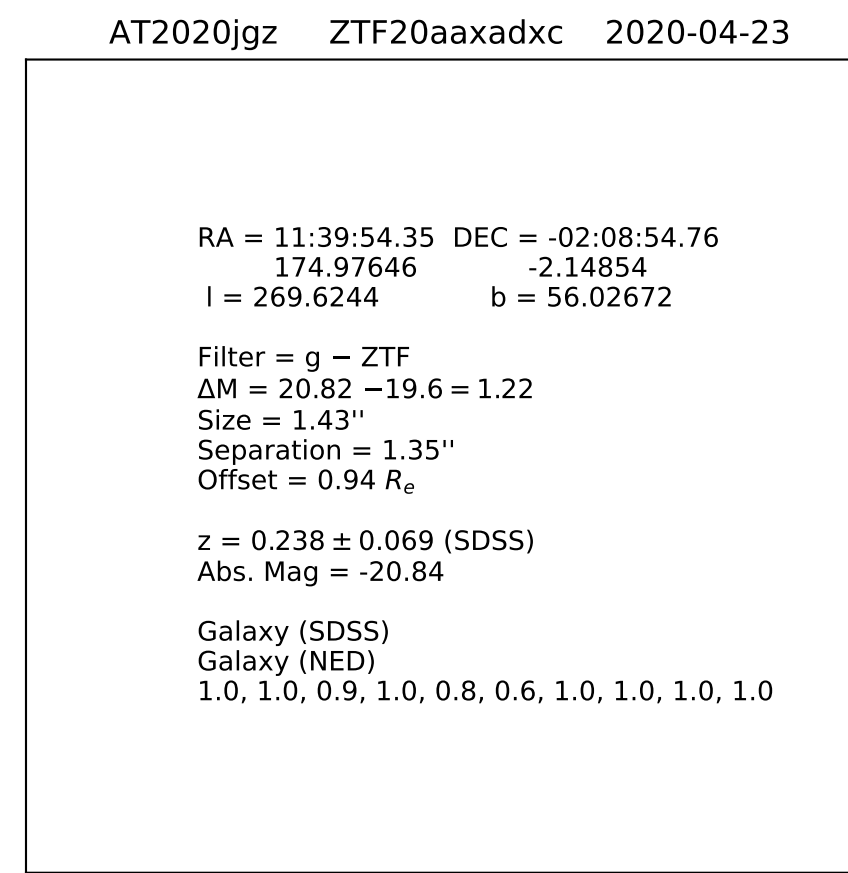 AT2020jgz ZTF20aaxadxc 2020-04-23
RA = 11:39:54.35 DEC = -02:08:54.76
174.97646 -2.14854
l = 269.6244 b = 56.02672
Filter = g − ZTF
ΔM = 20.82 −19.6 = 1.22
Size = 1.43''
Separation = 1.35''
Offset = 0.94 Rₑ
z = 0.238 ± 0.069 (SDSS)
Abs. Mag = -20.84
Galaxy (SDSS)
Galaxy (NED)
1.0, 1.0, 0.9, 1.0, 0.8, 0.6, 1.0, 1.0, 1.0, 1.0